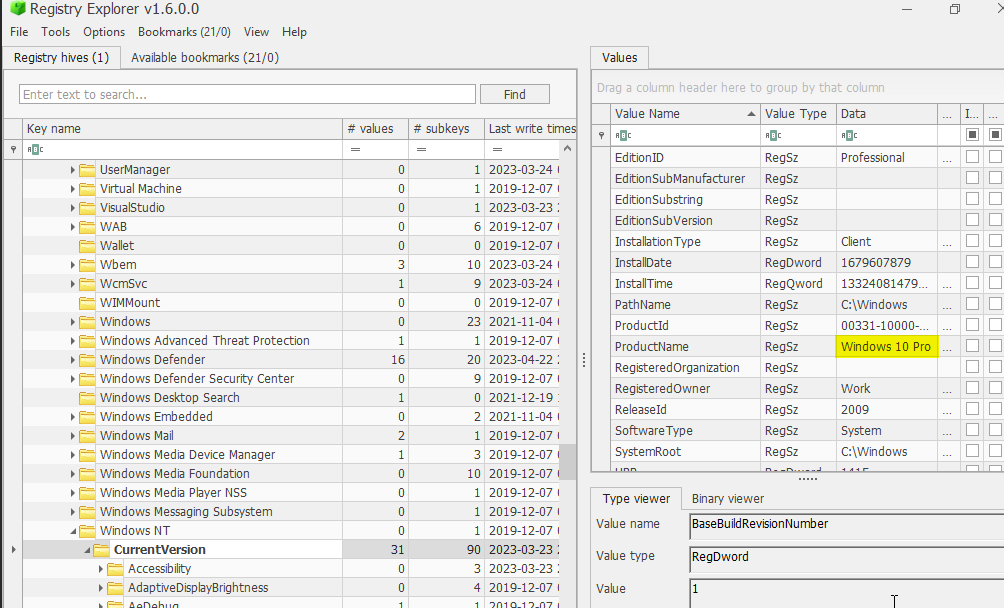 Registry Explorer v1.6.0.0
File Tools Options Bookmarks (21/0) View Help
Registry hives (1) Available bookmarks (21/0)
Enter text to search... Find
Key name # values # subkeys Last write times
= = =
UserManager 0 1 2023-03-24
Virtual Machine 0 1 2019-12-07
VisualStudio 0 1 2023-03-23
WAB 0 6 2019-12-07
Wallet 0 0 2019-12-07
Wbem 3 10 2023-03-24
WcmSvc 1 9 2023-03-24
WIMMount 0 0 2019-12-07
Windows 0 23 2021-11-04
Windows Advanced Threat Protection 1 1 2019-12-07
Windows Defender 16 20 2023-04-22
Windows Defender Security Center 0 9 2019-12-07
Windows Desktop Search 1 0 2021-12-19
Windows Embedded 0 2 2021-11-04
Windows Mail 2 1 2019-12-07
Windows Media Device Manager 1 3 2019-12-07
Windows Media Foundation 0 10 2019-12-07
Windows Media Player NSS 0 1 2019-12-07
Windows Messaging Subsystem 0 1 2019-12-07
Windows NT 0 1 2019-12-07
CurrentVersion 31 90 2023-03-23
Accessibility 0 3 2023-03-23
AdaptiveDisplayBrightness 0 4 2019-12-07
AeDebug 1 1 2019-12-07
Values
Drag a column header here to group by that column
Value Name Value Type Data ... I... ...
EditionID RegSz Professional ...
EditionSubManufacturer RegSz
EditionSubstring RegSz
EditionSubVersion RegSz
InstallationType RegSz Client ...
InstallDate RegDword 1679607879
InstallTime RegQword 13324081479...
PathName RegSz C:\Windows ...
ProductId RegSz 00331-10000-... ...
ProductName RegSz Windows 10 Pro ...
RegisteredOrganization RegSz
RegisteredOwner RegSz Work ...
ReleaseId RegSz 2009 ...
SoftwareType RegSz System ...
SystemRoot RegSz C:\Windows ...
UBR RegDword
Type viewer Binary viewer
Value name BaseBuildRevisionNumber
Value type RegDword
Value 1